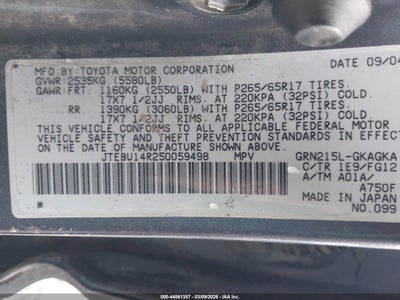 MFD. BY: TOYOTA MOTOR CORPORATION DATE 09/04
GVWR: 2535KG (5580LB)
GAWR: FRT. 1160KG (2550LB) WITH P265/65R17 TIRES.
17X7 1/2JJ RIMS. AT 220KPA (32PSI) COLD.
RR 1390KG (3060LB) WITH P265/65R17 TIRES.
17X7 1/2JJ RIMS. AT 220KPA (32PSI) COLD.
THIS VEHICLE CONFORMS TO ALL APPLICABLE FEDERAL MOTOR
VEHICLE SAFETY AND BUMPER STANDARDS IN EFFECT ON THE DATE OF
MANUFACTURE SHOWN ABOVE.
JTEBU14R250059498 MPV GRN215L-GKAGKA
C/TR 1E9/FG12
A/TM A01A/
A750F
MADE IN JAPAN
NO.099
000-44561357 - 03/09/2026 -